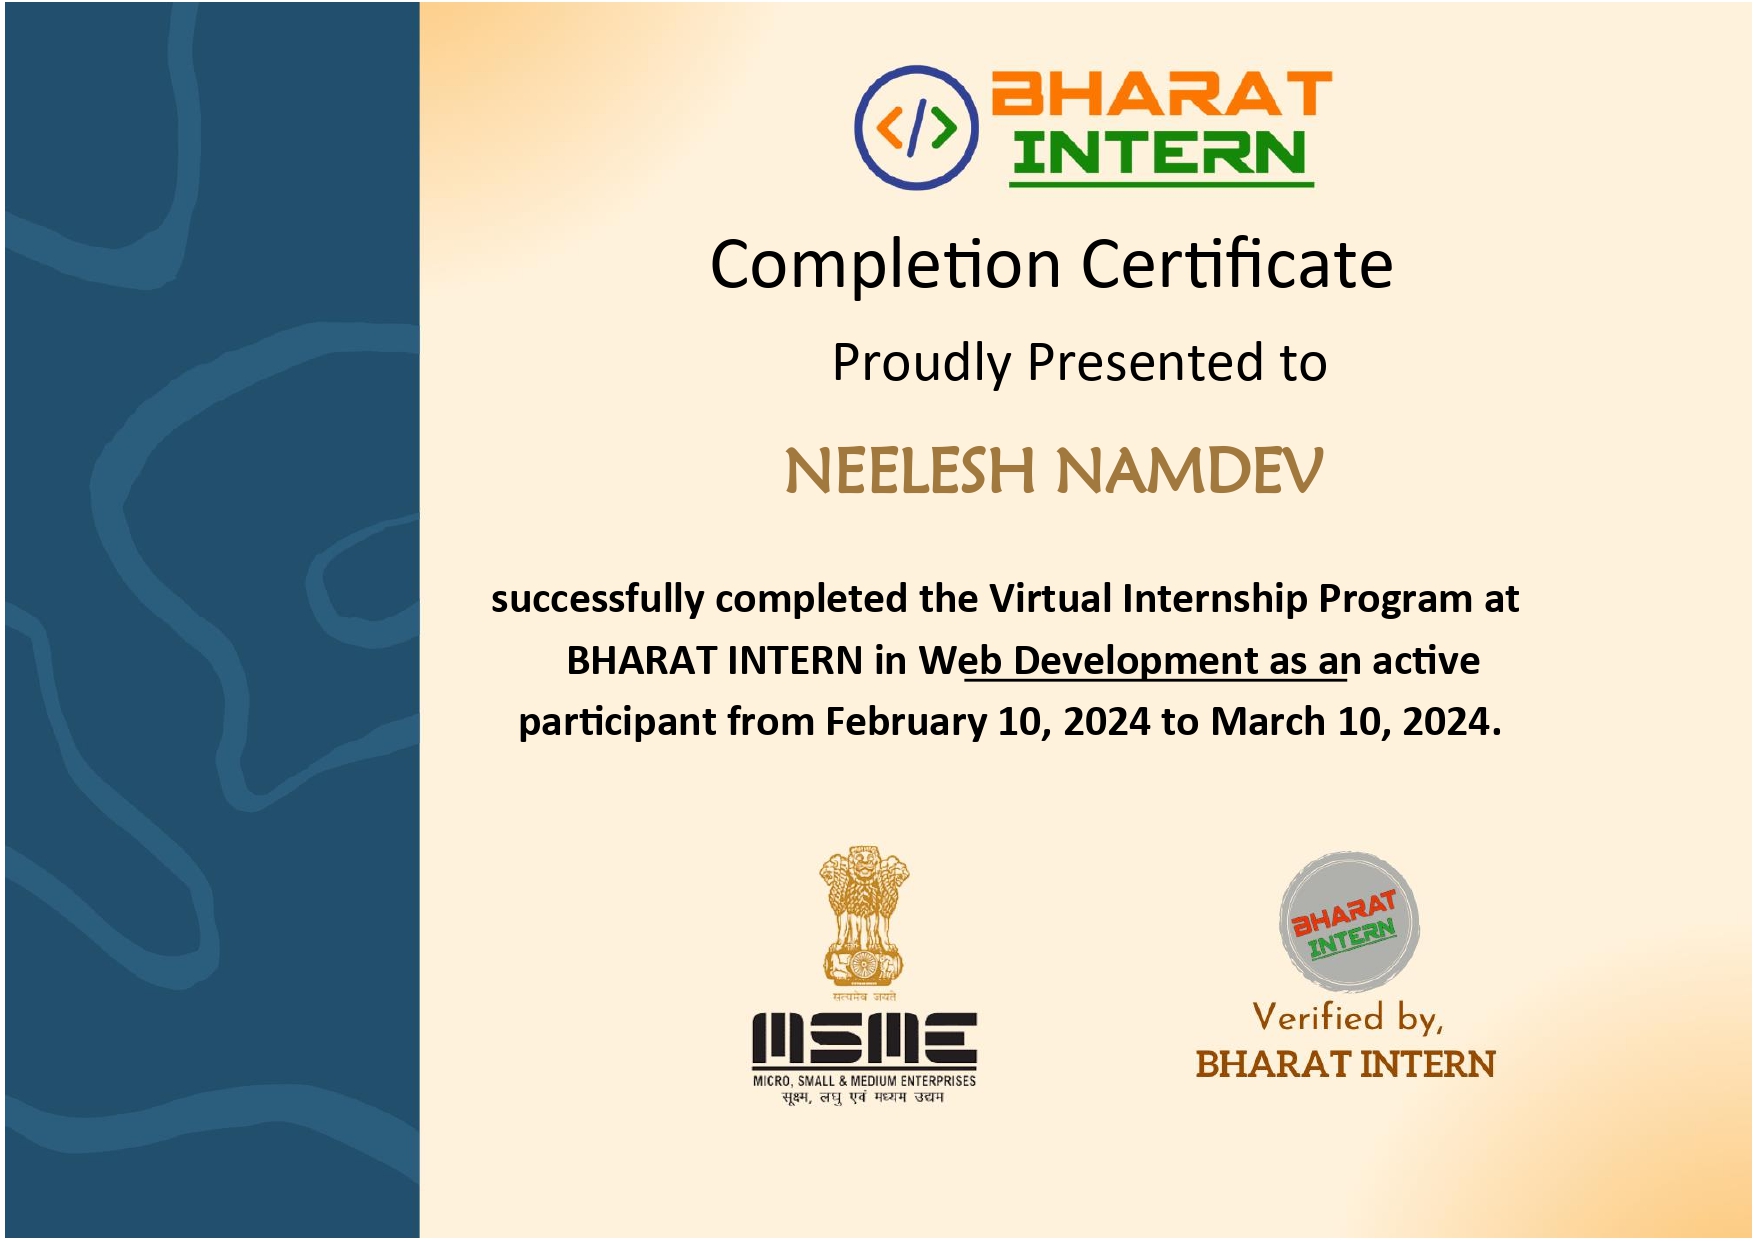 BHARAT
INTERN
Completion Certificate
Proudly Presented to
NEELESH NAMDEV
successfully completed the Virtual Internship Program at
BHARAT INTERN in Web Development as an active
participant from February 10, 2024 to March 10, 2024.
सत्यमेव जयते
MSME
MICRO, SMALL & MEDIUM ENTERPRISES
सूक्ष्म, लघु एवं मध्यम उद्यम
BHARAT
INTERN
Verified by,
BHARAT INTERN